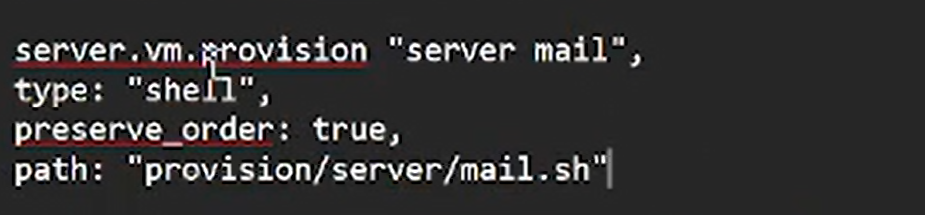 server.vm.provision "server mail",
type: "shell",
preserve_order: true,
path: "provision/server/mail.sh"